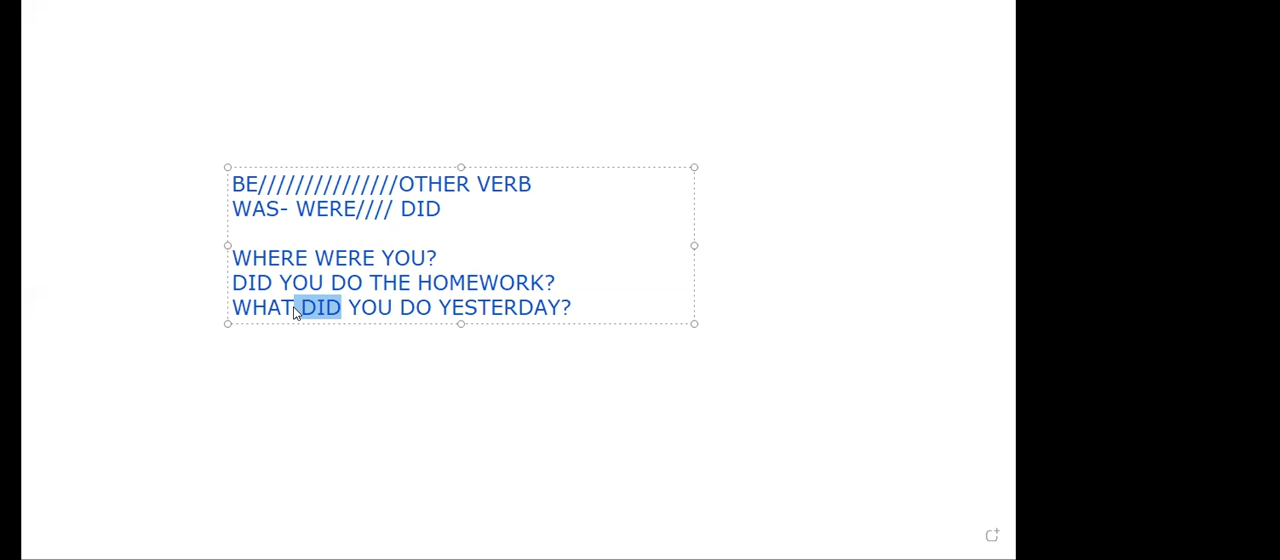 BE///////////////OTHER VERB
WAS- WERE//// DID
WHERE WERE YOU?
DID YOU DO THE HOMEWORK?
WHAT DID YOU DO YESTERDAY?